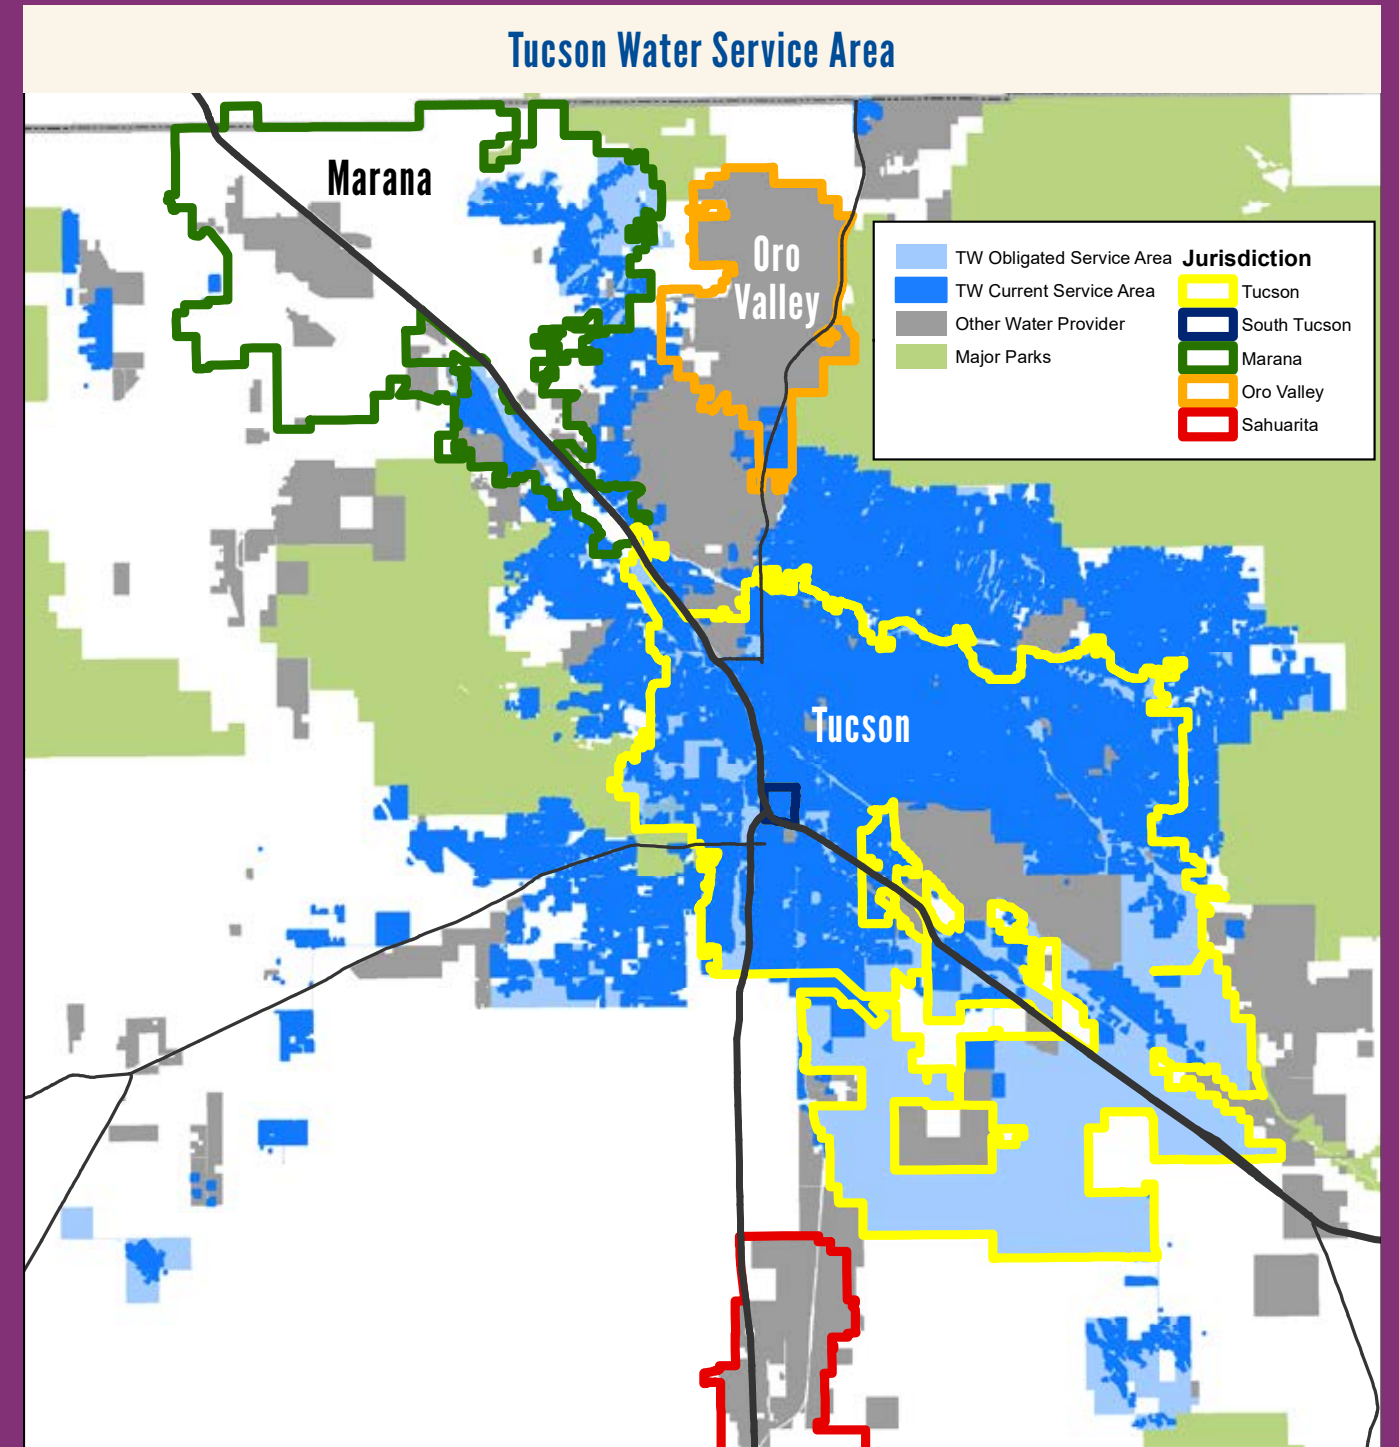 Tucson Water Service Area
Marana
Oro
Valley
TW Obligated Service Area
TW Current Service Area
Other Water Provider
Major Parks
Jurisdiction
Tucson
South Tucson
Marana
Oro Valley
Sahuarita
Tucson